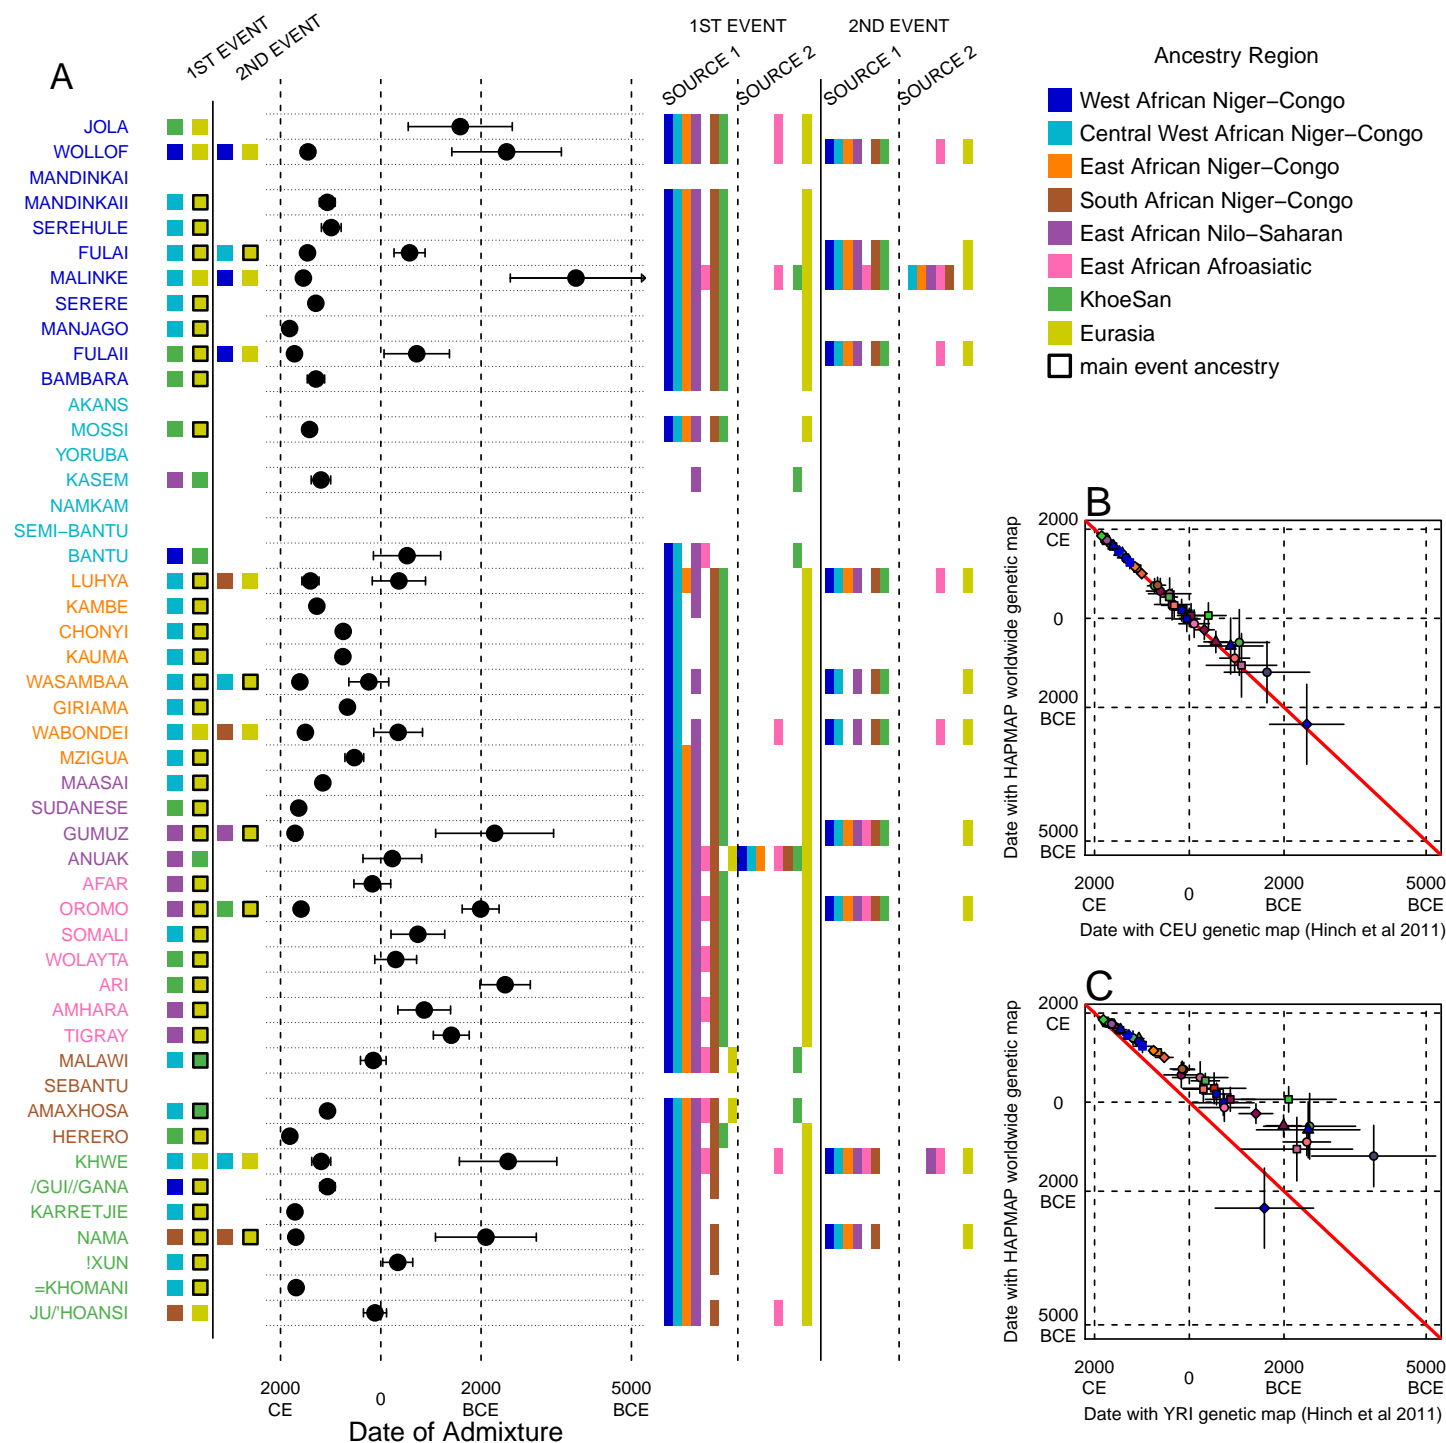 A
1ST EVENT
2ND EVENT
1ST EVENT
2ND EVENT
SOURCE 1
SOURCE 2
SOURCE 1
SOURCE 2
JOLA
WOLLOF
MANDINKAI
MANDINKAII
SEREHULE
FULAI
MALINKE
SERERE
MANJAGO
FULAII
BAMBARA
AKANS
MOSSI
YORUBA
KASEM
NAMKAM
SEMI−BANTU
BANTU
LUHYA
KAMBE
CHONYI
KAUMA
WASAMBAA
GIRIAMA
WABONDEI
MZIGUA
MAASAI
SUDANESE
GUMUZ
ANUAK
AFAR
OROMO
SOMALI
WOLAYTA
ARI
AMHARA
TIGRAY
MALAWI
SEBANTU
AMAXHOSA
HERERO
KHWE
/GUI//GANA
KARRETJIE
NAMA
!XUN
=KHOMANI
JU/'HOANSI
2000
CE
0
2000
BCE
5000
BCE
Date of Admixture
Ancestry Region
West African Niger−Congo
Central West African Niger−Congo
East African Niger−Congo
South African Niger−Congo
East African Nilo−Saharan
East African Afroasiatic
KhoeSan
Eurasia
main event ancestry
B
Date with HAPMAP worldwide genetic map
2000
CE
0
2000
BCE
5000
BCE
2000
CE
0
2000
BCE
5000
BCE
Date with CEU genetic map (Hinch et al 2011)
C
Date with HAPMAP worldwide genetic map
2000
CE
0
2000
BCE
5000
BCE
2000
CE
0
2000
BCE
5000
BCE
Date with YRI genetic map (Hinch et al 2011)